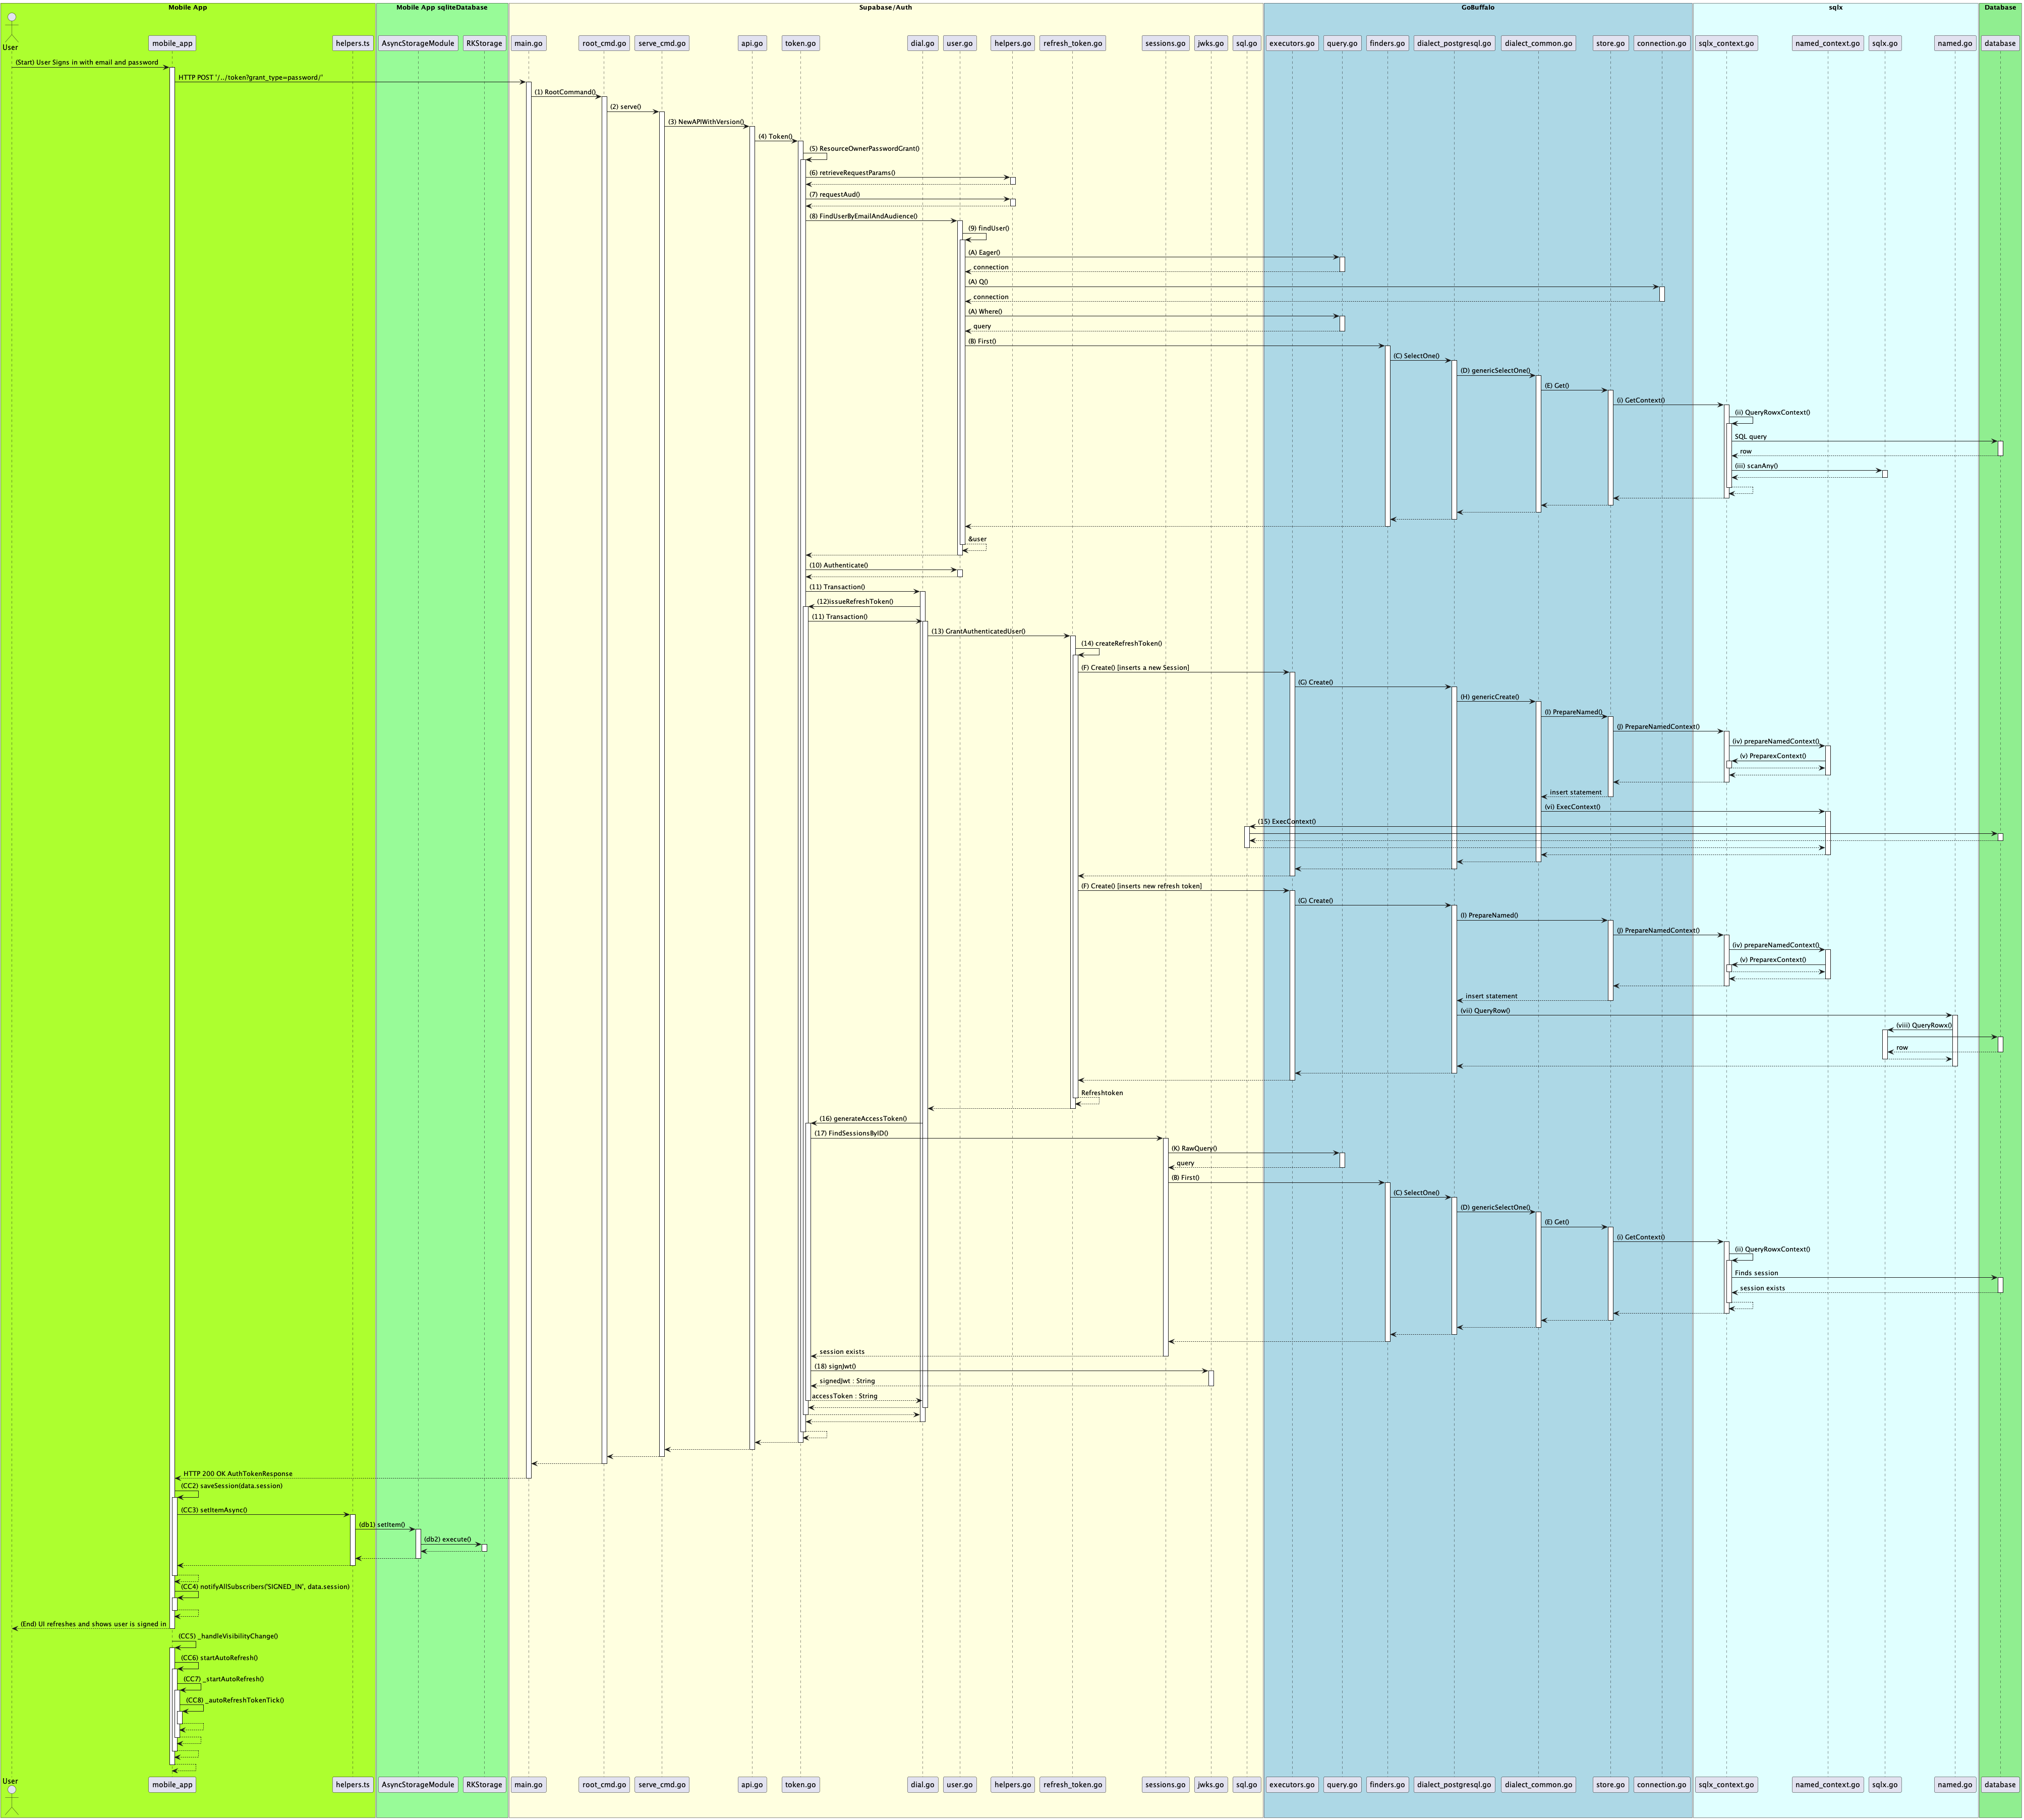 Mobile App
Mobile App sqliteDatabase
Supabase/Auth
GoBuffalo
sqlx
Database
User
mobile_app
helpers.ts
AsyncStorageModule
RKStorage
main.go
root_cmd.go
serve_cmd.go
api.go
token.go
dial.go
user.go
helpers.go
refresh_token.go
sessions.go
jwks.go
sql.go
executors.go
query.go
finders.go
dialect_postgresql.go
dialect_common.go
store.go
connection.go
sqlx_context.go
named_context.go
sqlx.go
named.go
database
(Start) User Signs in with email and password
HTTP POST '/../token?grant_type=password/'
(1) RootCommand()
(2) serve()
(3) NewAPIWithVersion()
(4) Token()
(5) ResourceOwnerPasswordGrant()
(6) retrieveRequestParams()
(7) requestAud()
(8) FindUserByEmailAndAudience()
(9) findUser()
(A) Eager()
connection
(A) Q()
connection
(A) Where()
query
(B) First()
(C) SelectOne()
(D) genericSelectOne()
(E) Get()
(i) GetContext()
(ii) QueryRowxContext()
SQL query
row
(iii) scanAny()
&user
(10) Authenticate()
(11) Transaction()
(12)issueRefreshToken()
(11) Transaction()
(13) GrantAuthenticatedUser()
(14) createRefreshToken()
(F) Create() [inserts a new Session]
(G) Create()
(H) genericCreate()
(I) PrepareNamed()
(J) PrepareNamedContext()
(iv) prepareNamedContext()
(v) PreparexContext()
insert statement
(vi) ExecContext()
(15) ExecContext()
(F) Create() [inserts new refresh token]
(G) Create()
(I) PrepareNamed()
(J) PrepareNamedContext()
(iv) prepareNamedContext()
(v) PreparexContext()
insert statement
(vii) QueryRow()
(viii) QueryRowx()
row
Refreshtoken
(16) generateAccessToken()
(17) FindSessionsByID()
(K) RawQuery()
query
(B) First()
(C) SelectOne()
(D) genericSelectOne()
(E) Get()
(i) GetContext()
(ii) QueryRowxContext()
Finds session
session exists
session exists
(18) signJwt()
signedJwt : String
accessToken : String
HTTP 200 OK AuthTokenResponse
(CC2) saveSession(data.session)
(CC3) setItemAsync()
(db1) setItem()
(db2) execute()
(CC4) notifyAllSubscribers('SIGNED_IN', data.session)
(End) UI refreshes and shows user is signed in
(CC5) _handleVisibilityChange()
(CC6) startAutoRefresh()
(CC7) _startAutoRefresh()
(CC8) _autoRefreshTokenTick()
User
mobile_app
helpers.ts
AsyncStorageModule
RKStorage
main.go
root_cmd.go
serve_cmd.go
api.go
token.go
dial.go
user.go
helpers.go
refresh_token.go
sessions.go
jwks.go
sql.go
executors.go
query.go
finders.go
dialect_postgresql.go
dialect_common.go
store.go
connection.go
sqlx_context.go
named_context.go
sqlx.go
named.go
database